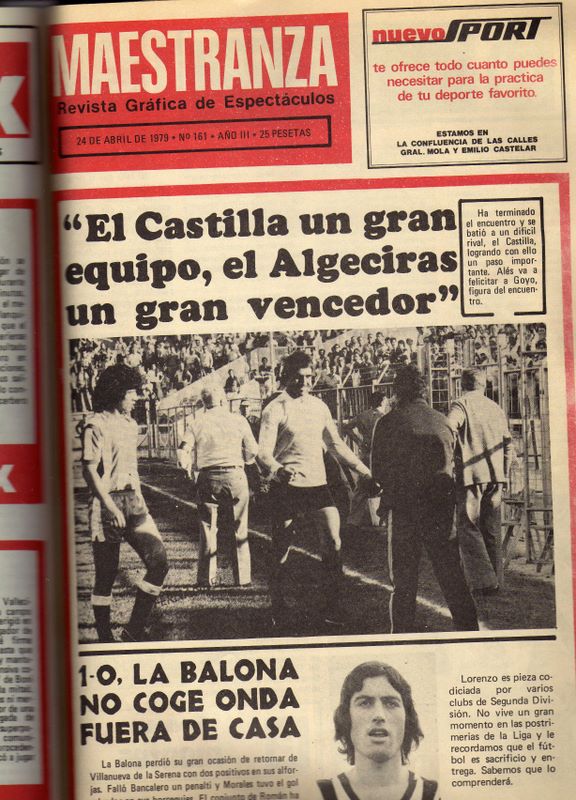 MAESTRANZA
Revista Gráfica de Espectáculos
24 DE ABRIL DE 1979 • Nº 161 • AÑO III • 25 PESETAS
nuevo SPORT
te ofrece todo cuanto puedes
necesitar para la practica
de tu deporte favorito.
ESTAMOS EN
LA CONFLUENCIA DE LAS CALLES
GRAL. MOLA Y EMILIO CASTELAR
“El Castilla un gran
equipo, el Algeciras
un gran vencedor”
Ha terminado
el encuentro y se
batió a un dificil
rival, el Castilla,
logrando con ello
un paso impor-
tante. Alés va a
felicitar a Goyo,
figura del encuen-
tro.
1-0, LA BALONA
NO COGE ONDA
FUERA DE CASA
La Balona perdió su gran ocasión de retornar de
Villanueva de la Serena con dos positivos en sus alfor-
jas. Falló Bancalero un penalti y Morales tuvo el gol
Lorenzo es pieza co-
diciada por varios
clubs de Segunda Divi-
sión. No vive un gran
momento en las postri-
merias de la Liga y le
recordamos que el fút-
bol es sacrificio y en-
trega. Sabemos que lo
comprenderá.